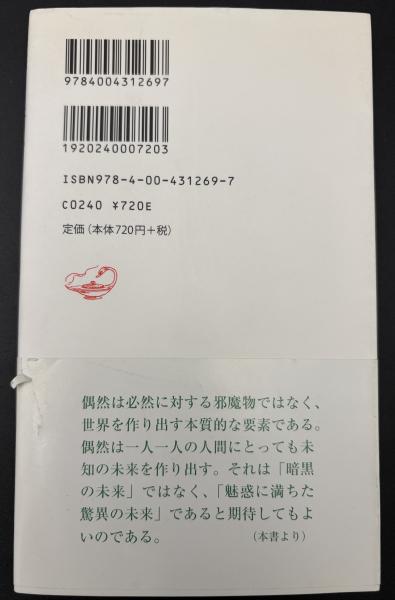 9784004312697
1920240007203
ISBN978-4-00-431269-7
C0240 ¥720E
定価(本体720円+税)
偶然は必然に対する邪魔物ではなく、
世界を作り出す本質的な要素である。
偶然は一人一人の人間にとっても未
知の未来を作り出す。それは「暗黒
の未来」ではなく、「魅惑に満ちた
驚異の未来」であると期待してもよ
いのである。 (本書より)